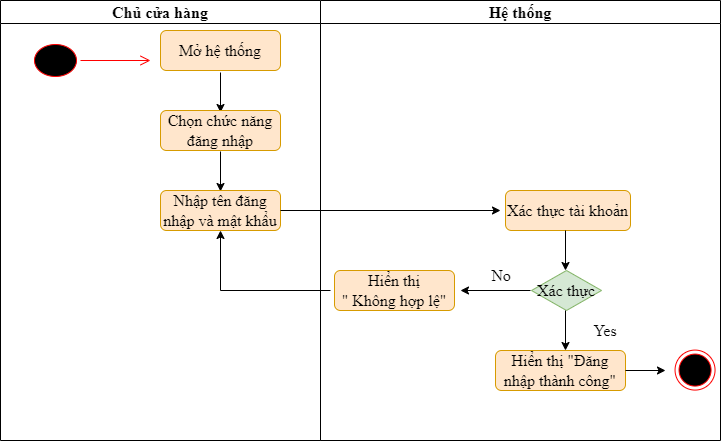 Chủ cửa hàng
Hệ thống
Mở hệ thống
Chọn chức năng
đăng nhập
Nhập tên đăng
nhập và mật khẩu
Xác thực tài khoản
Hiển thị
" Không hợp lệ"
No
Xác thực
Yes
Hiển thị "Đăng
nhập thành công"